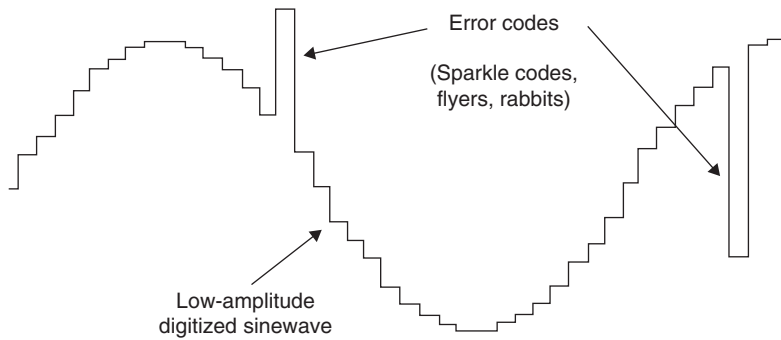 Error codes
(Sparkle codes,
flyers, rabbits)
Low-amplitude
digitized sinewave